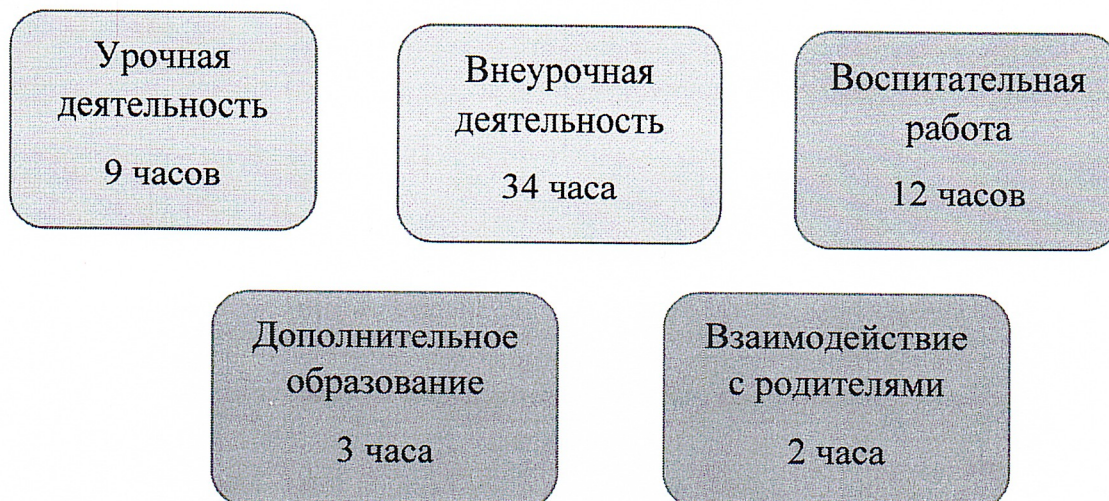 Урочная
деятельность
9 часов
Внеурочная
деятельность
34 часа
Воспитательная
работа
12 часов
Дополнительное
образование
3 часа
Взаимодействие
с родителями
2 часа